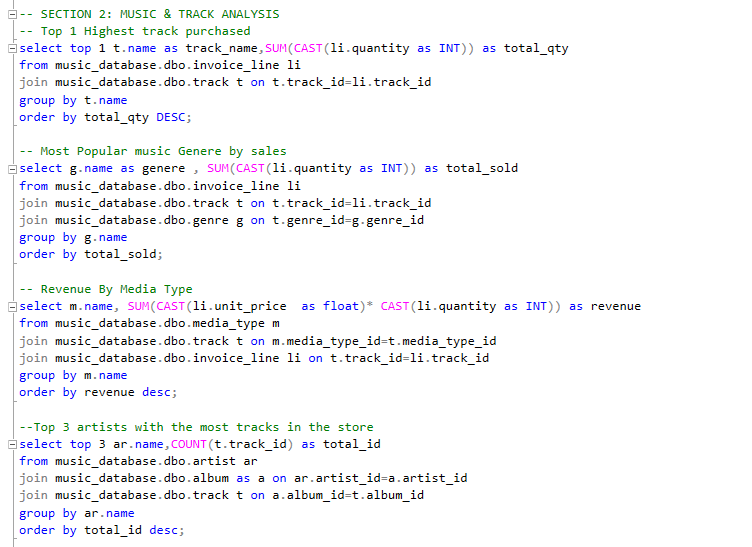 -- SECTION 2: MUSIC & TRACK ANALYSIS
-- Top 1 Highest track purchased
select top 1 t.name as track_name,SUM(CAST(li.quantity as INT)) as total_qty
from music_database.dbo.invoice_line li
join music_database.dbo.track t on t.track_id=li.track_id
group by t.name
order by total_qty DESC;

-- Most Popular music Genere by sales
select g.name as genere , SUM(CAST(li.quantity as INT)) as total_sold
from music_database.dbo.invoice_line li
join music_database.dbo.track t on t.track_id=li.track_id
join music_database.dbo.genre g on t.genre_id=g.genre_id
group by g.name
order by total_sold;

-- Revenue By Media Type
select m.name, SUM(CAST(li.unit_price  as float)* CAST(li.quantity as INT)) as revenue
from music_database.dbo.media_type m
join music_database.dbo.track t on m.media_type_id=t.media_type_id
join music_database.dbo.invoice_line li on t.track_id=li.track_id
group by m.name
order by revenue desc;

--Top 3 artists with the most tracks in the store
select top 3 ar.name,COUNT(t.track_id) as total_id
from music_database.dbo.artist ar
join music_database.dbo.album as a on ar.artist_id=a.artist_id
join music_database.dbo.track t on a.album_id=t.album_id
group by ar.name
order by total_id desc;